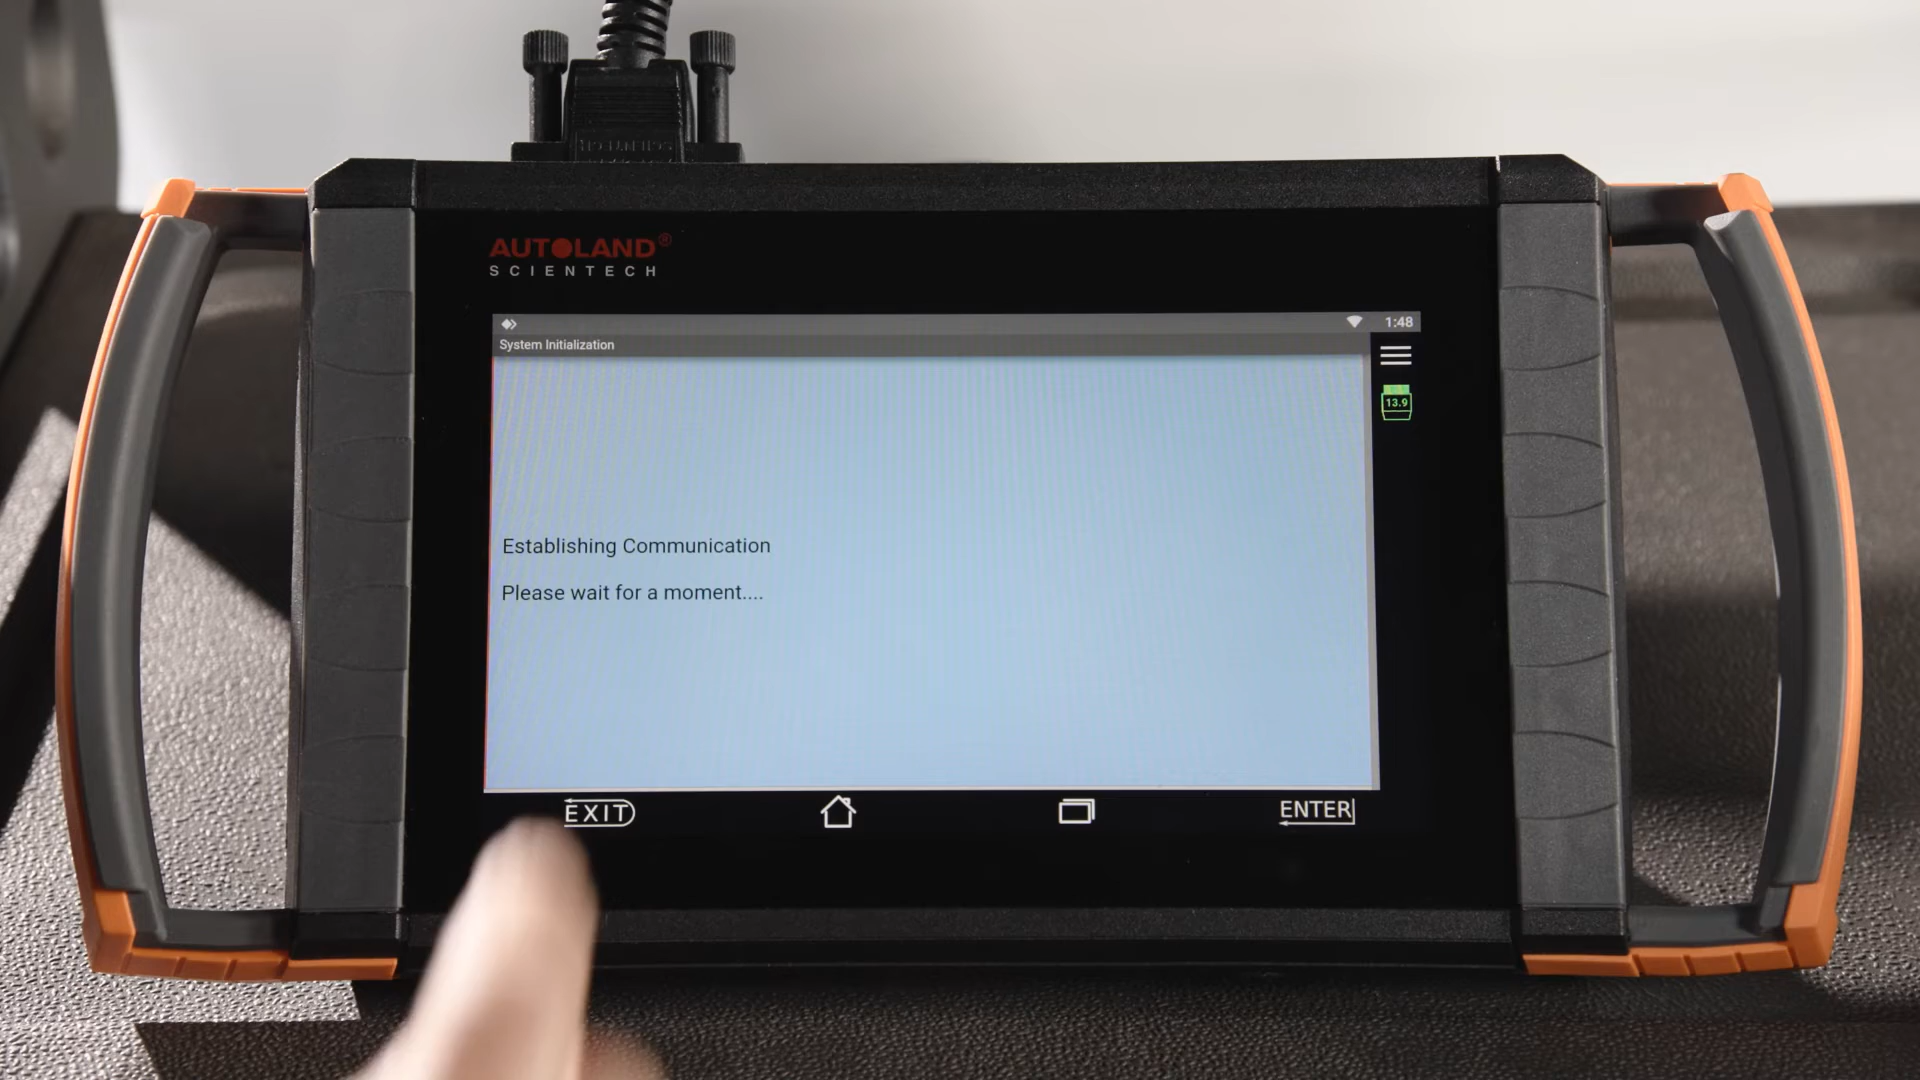 AUTOLAND®
SCIENTECH
1:48
System Initialization
13.9
Establishing Communication
Please wait for a moment....
EXIT
ENTER